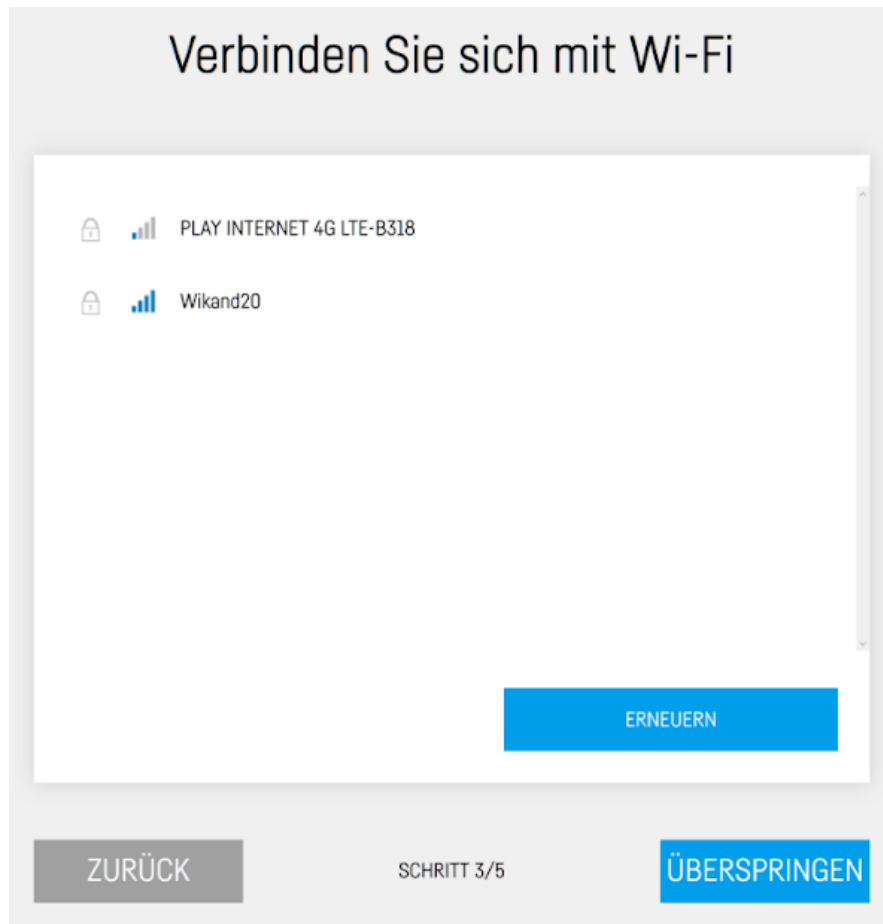 Verbinden Sie sich mit Wi-Fi
PLAY INTERNET 4G LTE-B318
Wikand20
ERNEUERN
ZURÜCK
SCHRITT 3/5
ÜBERSPRINGEN